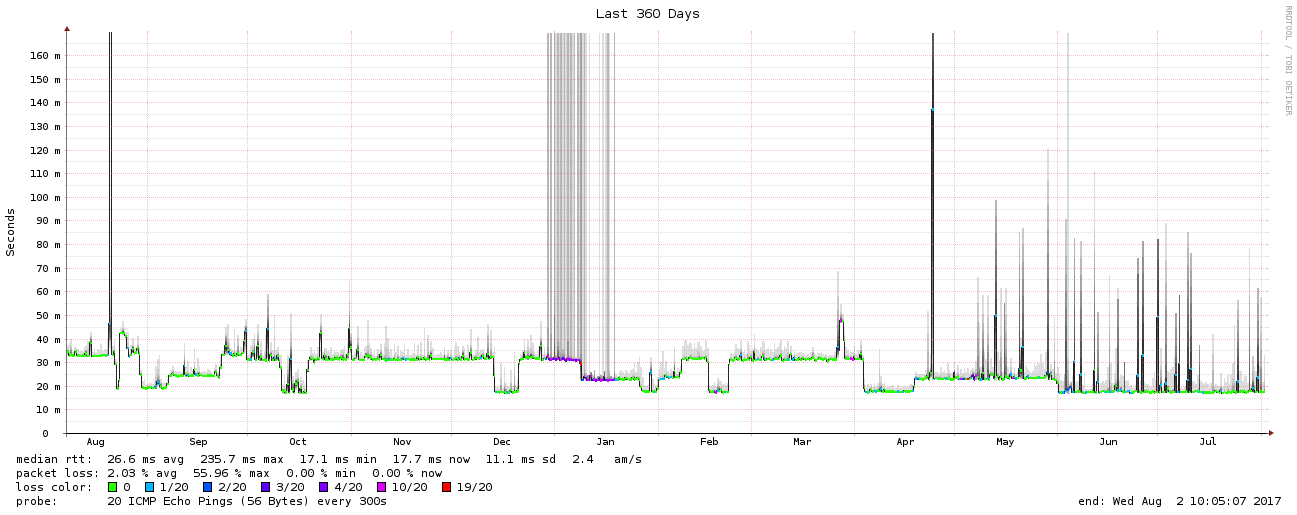 Last 360 Days
RRDTOOL / TOBI OETIKER
Seconds
160 m
150 m
140 m
130 m
120 m
110 m
100 m
90 m
80 m
70 m
60 m
50 m
40 m
30 m
20 m
10 m
0
Aug Sep Oct Nov Dec Jan Feb Mar Apr May Jun Jul
median rtt: 26.6 ms avg 235.7 ms max 17.1 ms min 17.7 ms now 11.1 ms sd 2.4 am/s
packet loss: 2.03 % avg 55.96 % max 0.00 % min 0.00 % now
loss color: 0 1/20 2/20 3/20 4/20 10/20 19/20
probe: 20 ICMP Echo Pings (56 Bytes) every 300s end: Wed Aug 2 10:05:07 2017